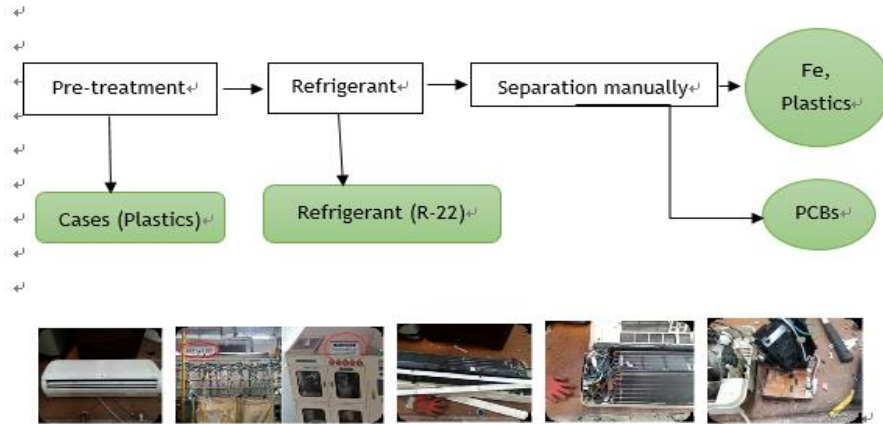 Pre-treatment
Refrigerant
Separation manually
Fe,
Plastics
Cases (Plastics)
Refrigerant (R-22)
PCBs